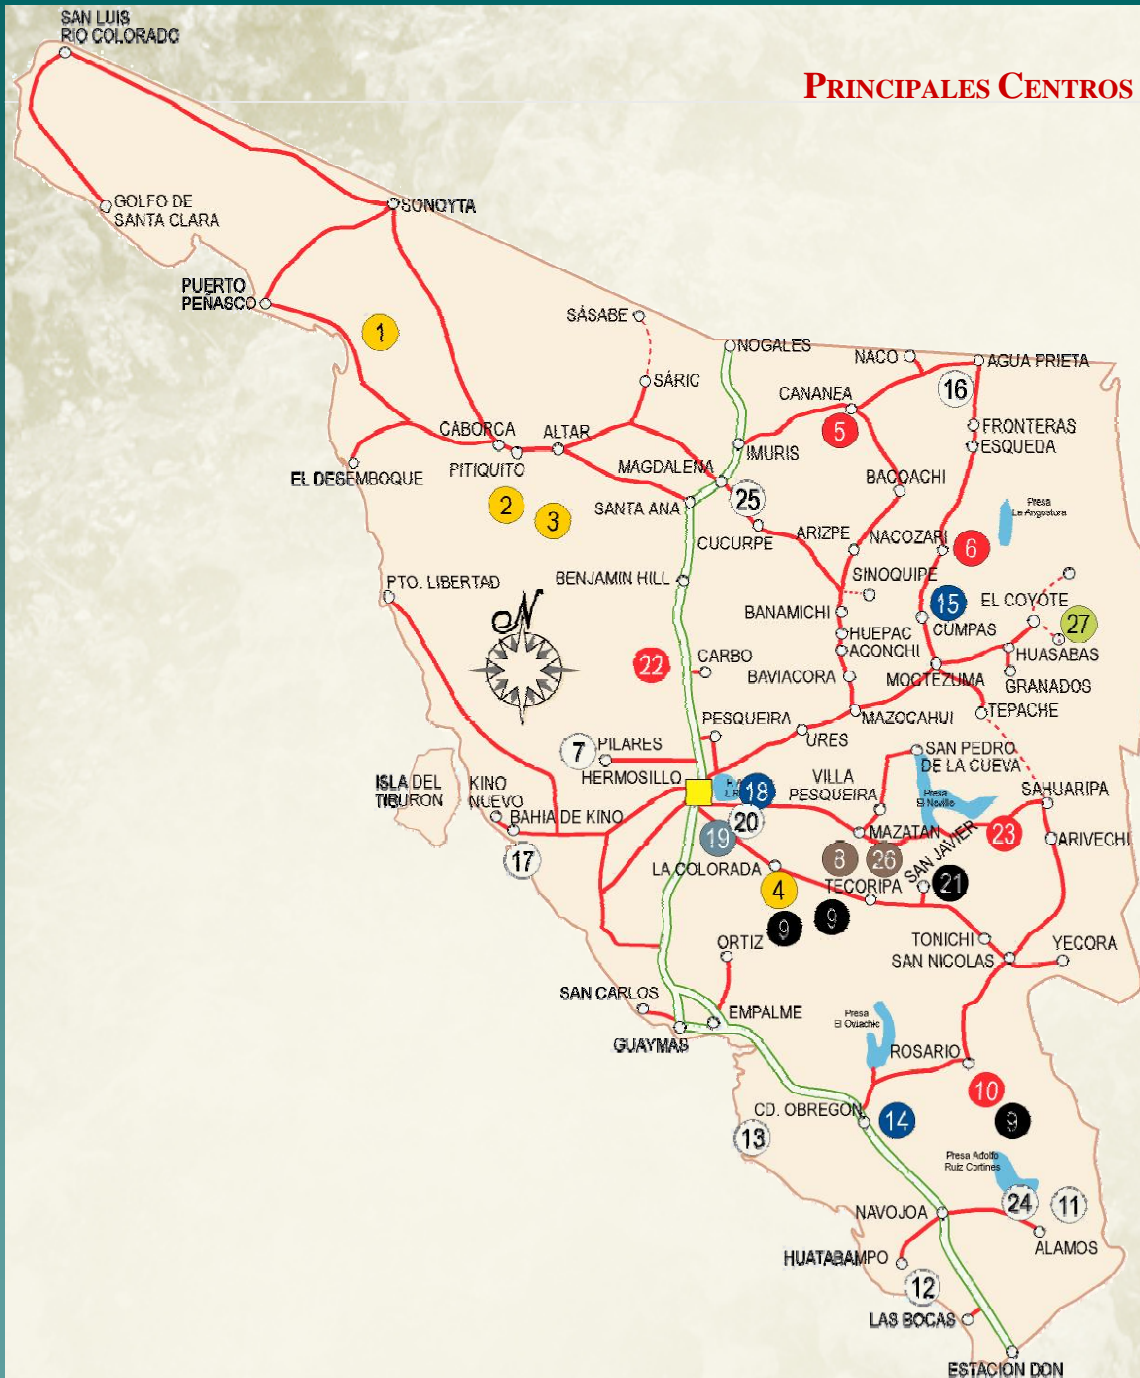 SAN LUIS
RIO COLORADO
PRINCIPALES CENTROS
GOLFO DE
SANTA CLARA
SONOYTA
PUERTO
PEÑASCO
1
SÁSABE
NOGALES
NACO
AGUA PRIETA
SÁRIC
CANANEA
16
CABORCA
ALTAR
5
FRONTERAS
IMURIS
ESQUEDA
EL DESEMBOQUE
PITIQUITO
MAGDALENA
BACOACHI
2
3
SANTA ANA
25
Presa
La Angostura
CUCURPE
ARIZPE
NACOZARI
6
PTO. LIBERTAD
BENJAMIN HILL
SINOQUIPE
15
EL COYOTE
N
BANAMICHI
CUMPAS
27
HUEPAC
ACONCHI
HUASABAS
22
CARBO
BAVIACORA
MOCTEZUMA
GRANADOS
PESQUEIRA
MAZOCAHUI
TEPACHE
7
PILARES
URES
SAN PEDRO
DE LA CUEVA
ISLA DEL
TIBURON
KINO
NUEVO
HERMOSILLO
18
VILLA
PESQUEIRA
Presa
El Novillo
SAHUARIPA
BAHIA DE KINO
20
19
MAZATAN
23
ARIVECHI
17
8
26
SAN JAVIER
LA COLORADA
4
TECORIPA
21
9
9
ORTIZ
TONICHI
YECORA
SAN NICOLAS
SAN CARLOS
EMPALME
Presa
El Oviachic
GUAYMAS
ROSARIO
10
CD. OBREGON
14
9
13
Presa Adolfo
Ruiz Cortines
24
11
NAVOJOA
ALAMOS
HUATABAMPO
12
LAS BOCAS
ESTACION DON